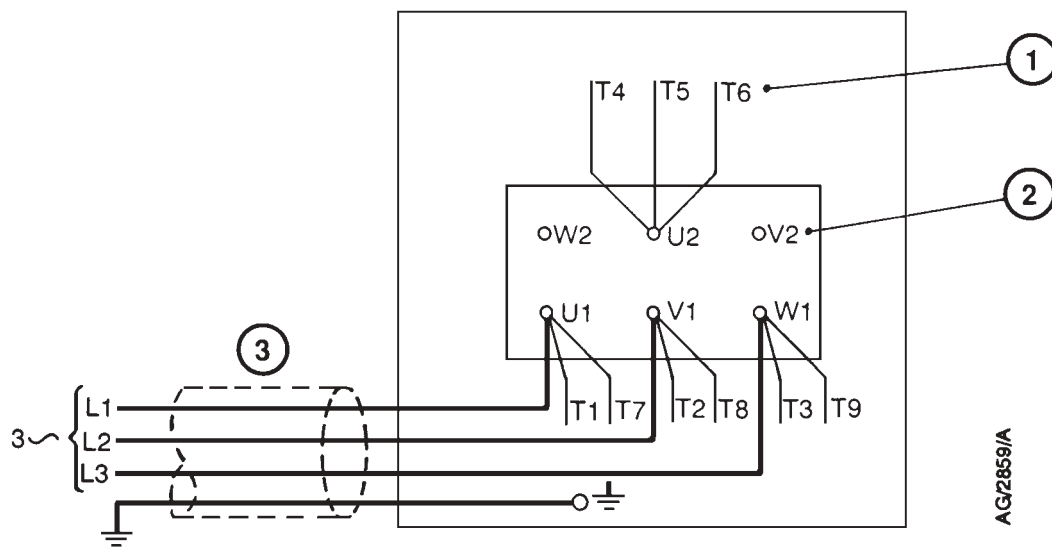 1
T4 T5 T6
2
W2 U2 V2
U1 V1 W1
3
L1 T1 T7 T2 T8 T3 T9
3~ L2
L3
AG/2859/A